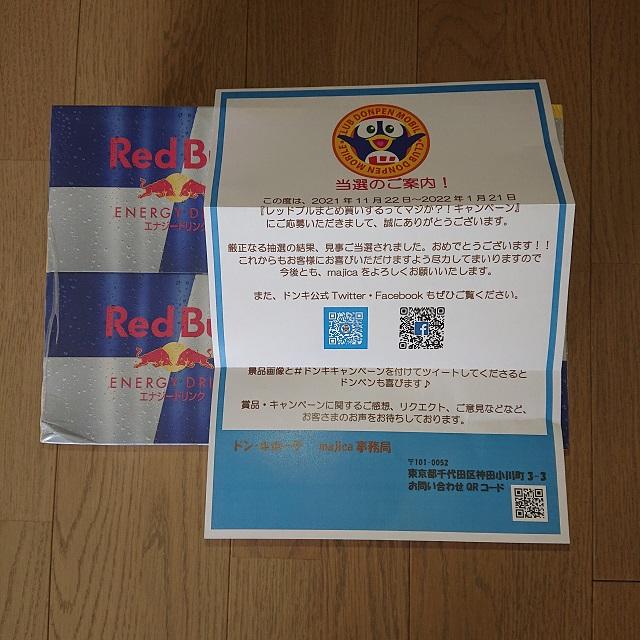 Red Bu
ENERGY DRI
エナジードリンク
Red Bu
ENERGY DRI
エナジードリンク
CLUB DONPEN MOBILE
CLUB DONPEN MOBILE
当選のご案内！
この度は、2021年11月22日～2022年1月21日
『レッドブルまとめ買いするってマジか？！キャンペーン』
にご応募いただきまして、誠にありがとうございます。
厳正なる抽選の結果、見事ご当選されました。おめでとうございます！！
これからもお客様にお喜びいただけますよう尽力してまいりますので
今後とも、majicaをよろしくお願いいたします。
また、ドンキ公式Twitter・Facebookもぜひご覧ください。
景品画像と#ドンキキャンペーンを付けてツイートしてくださると
ドンペンも喜びます♪
賞品・キャンペーンに関するご感想、リクエスト、ご意見などなど、
お客さまのお声をお待ちしております。
ドン・キホーテ majica事務局
〒101-0052
東京都千代田区神田小川町3-3
お問い合わせQRコード